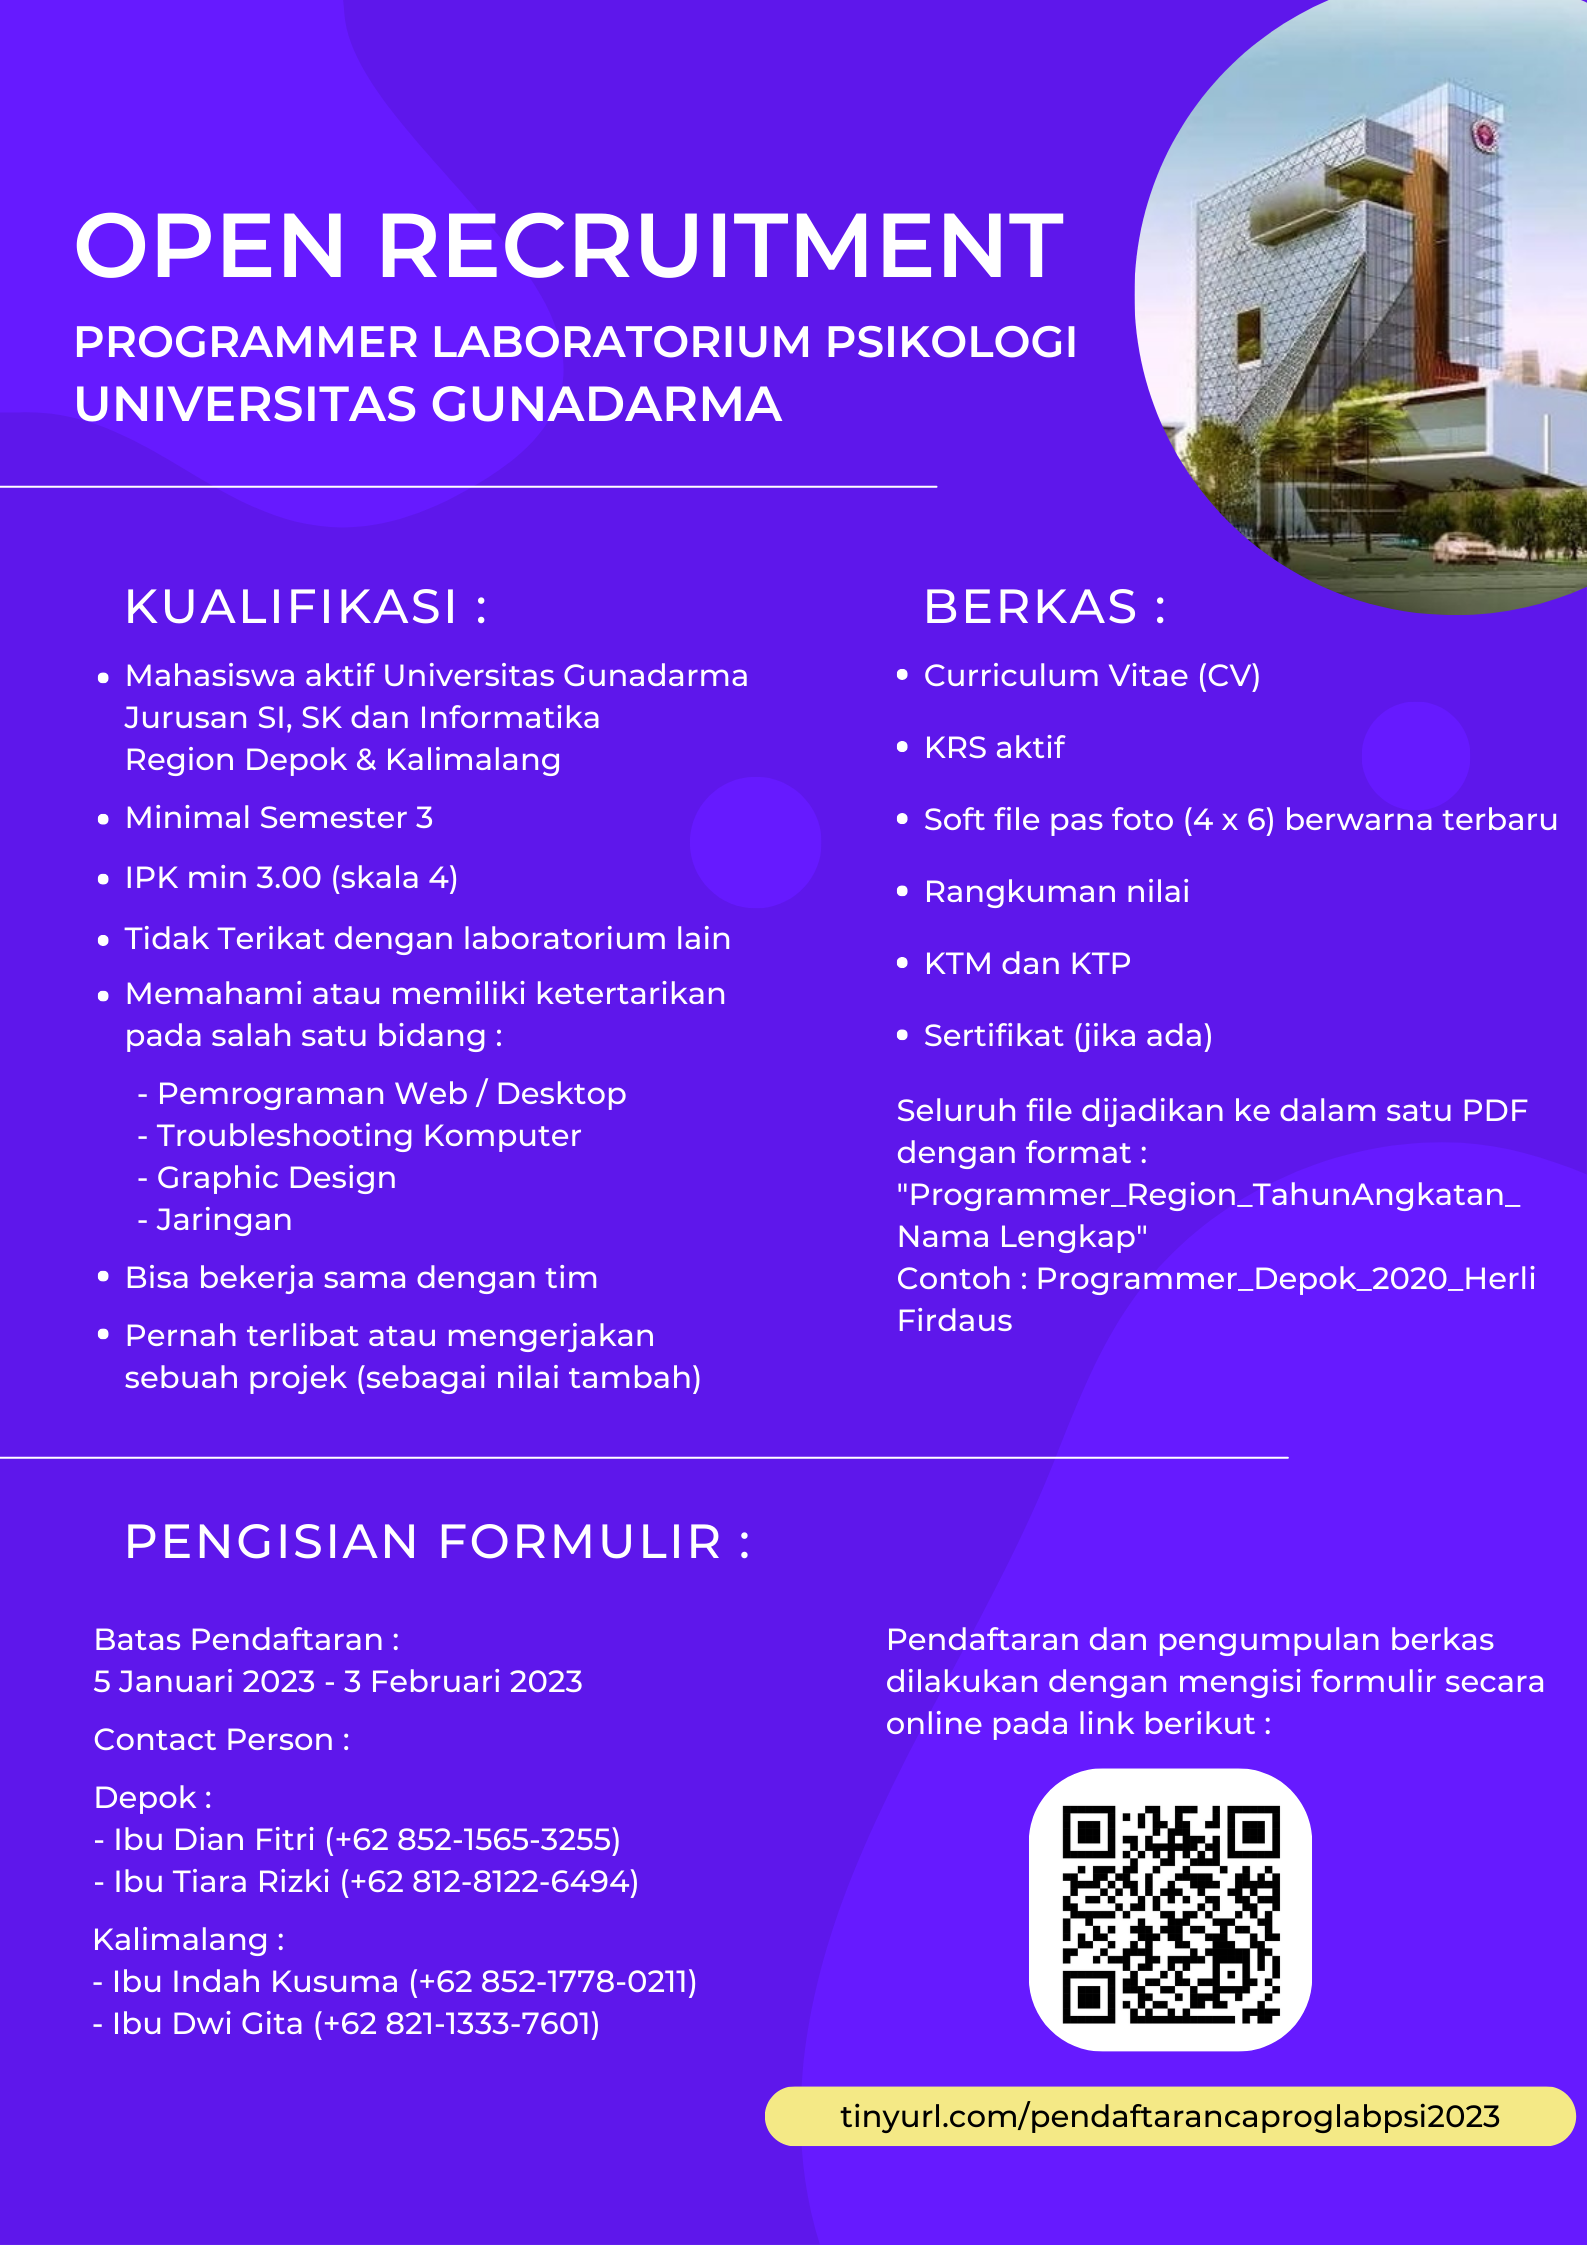 OPEN RECRUITMENT
PROGRAMMER LABORATORIUM PSIKOLOGI
UNIVERSITAS GUNADARMA
KUALIFIKASI :
• Mahasiswa aktif Universitas Gunadarma
Jurusan SI, SK dan Informatika
Region Depok & Kalimalang
• Minimal Semester 3
• IPK min 3.00 (skala 4)
• Tidak Terikat dengan laboratorium lain
• Memahami atau memiliki ketertarikan
pada salah satu bidang :
- Pemrograman Web / Desktop
- Troubleshooting Komputer
- Graphic Design
- Jaringan
• Bisa bekerja sama dengan tim
• Pernah terlibat atau mengerjakan
sebuah projek (sebagai nilai tambah)
BERKAS :
• Curriculum Vitae (CV)
• KRS aktif
• Soft file pas foto (4 x 6) berwarna terbaru
• Rangkuman nilai
• KTM dan KTP
• Sertifikat (jika ada)
Seluruh file dijadikan ke dalam satu PDF
dengan format :
"Programmer_Region_TahunAngkatan_
Nama Lengkap"
Contoh : Programmer_Depok_2020_Herli
Firdaus
PENGISIAN FORMULIR :
Batas Pendaftaran :
5 Januari 2023 - 3 Februari 2023
Contact Person :
Depok :
- Ibu Dian Fitri (+62 852-1565-3255)
- Ibu Tiara Rizki (+62 812-8122-6494)
Kalimalang :
- Ibu Indah Kusuma (+62 852-1778-0211)
- Ibu Dwi Gita (+62 821-1333-7601)
Pendaftaran dan pengumpulan berkas
dilakukan dengan mengisi formulir secara
online pada link berikut :
tinyurl.com/pendaftarancaproglabpsi2023